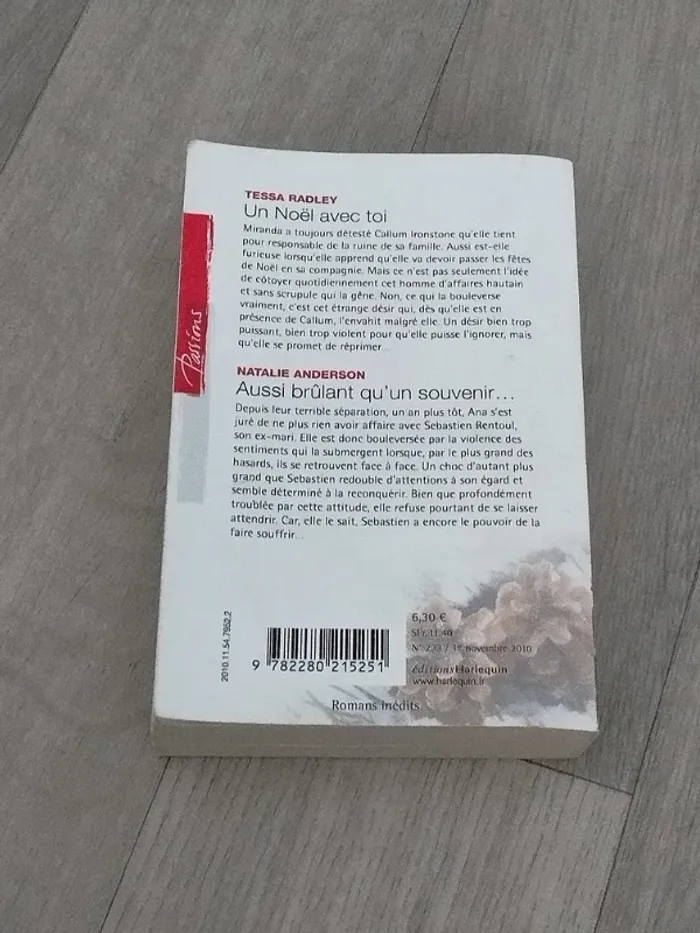 TESSA RADLEY
Un Noël avec toi
Miranda a toujours détesté Callum Ironstone qu'elle tient
pour responsable de la ruine de sa famille. Aussi est-elle
furieuse lorsqu'elle apprend qu'elle va devoir passer les fêtes
de Noël en sa compagnie. Mais ce n'est pas seulement l'idée
de côtoyer quotidiennement cet homme d'affaires hautain
et sans scrupule qui la gêne. Non, ce qui la bouleverse
vraiment, c'est cet étrange désir qui, dès qu'elle est en
présence de Callum, l'envahit malgré elle. Un désir bien trop
puissant, bien trop violent pour qu'elle puisse l'ignorer, mais
qu'elle se promet de réprimer...
Passions
NATALIE ANDERSON
Aussi brûlant qu'un souvenir...
Depuis leur terrible séparation, un an plus tôt, Ana s'est
juré de ne plus rien avoir affaire avec Sebastien Rentoul,
son ex-mari. Elle est donc bouleversée par la violence des
sentiments qui la submergent lorsque, par le plus grand des
hasards, ils se retrouvent face à face. Un choc d'autant plus
grand que Sebastien redouble d'attentions à son égard et
semble déterminé à la reconquérir. Bien que profondément
troublée par cette attitude, elle refuse pourtant de se laisser
attendrir. Car, elle le sait, Sebastien a encore le pouvoir de la
faire souffrir...
2010.11.54.7952.2
9 782280 215251
6,30 €
SFr. 11.40
/ 1er novembre 2010
éditions Harlequin
www.harlequin.fr
Romans inédits